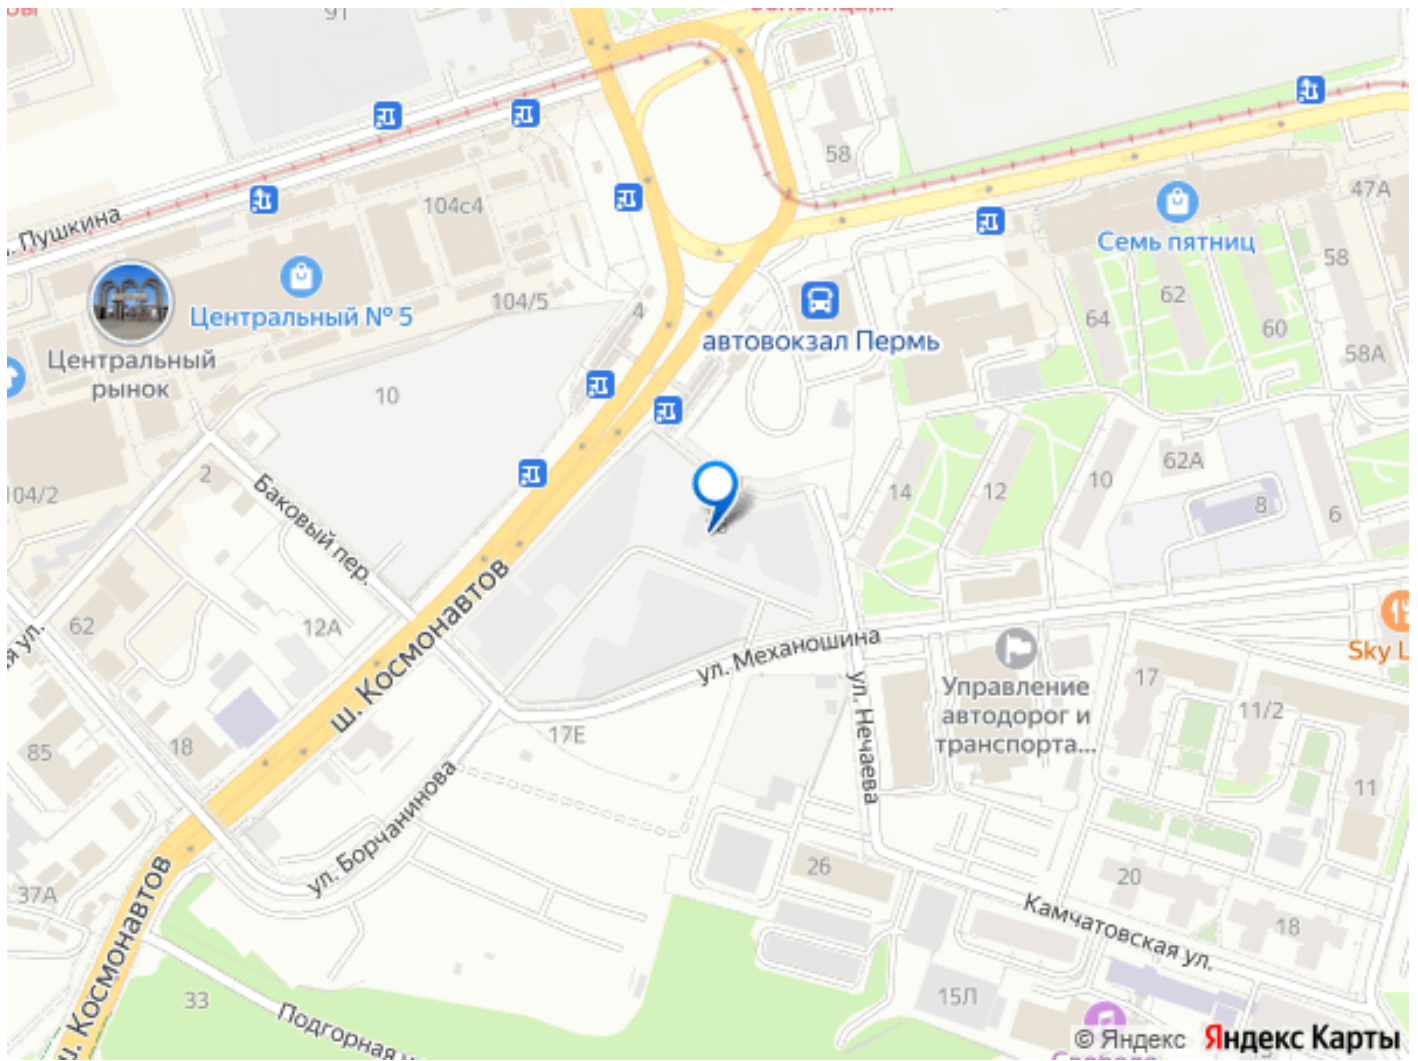 91
58
47А
ул. Пушкина
104с4
Семь пятниц
58
Центральный № 5
104/5
4
62
64
60
58А
автовокзал Пермь
Центральный
рынок
10
2
104/2
Баковый пер.
62А
14
12
10
8
6
ш. Космонавтов
62
12А
ул. Механошина
Sky L
17
Управление
автодорог и
транспорта...
11/2
ул. Нечаева
17Е
18
85
11
ул. Борчанинова
26
20
37А
Камчатовская ул.
18
ш. Космонавтов
33
15Л
Подгорная
© Яндекс Яндекс Карты